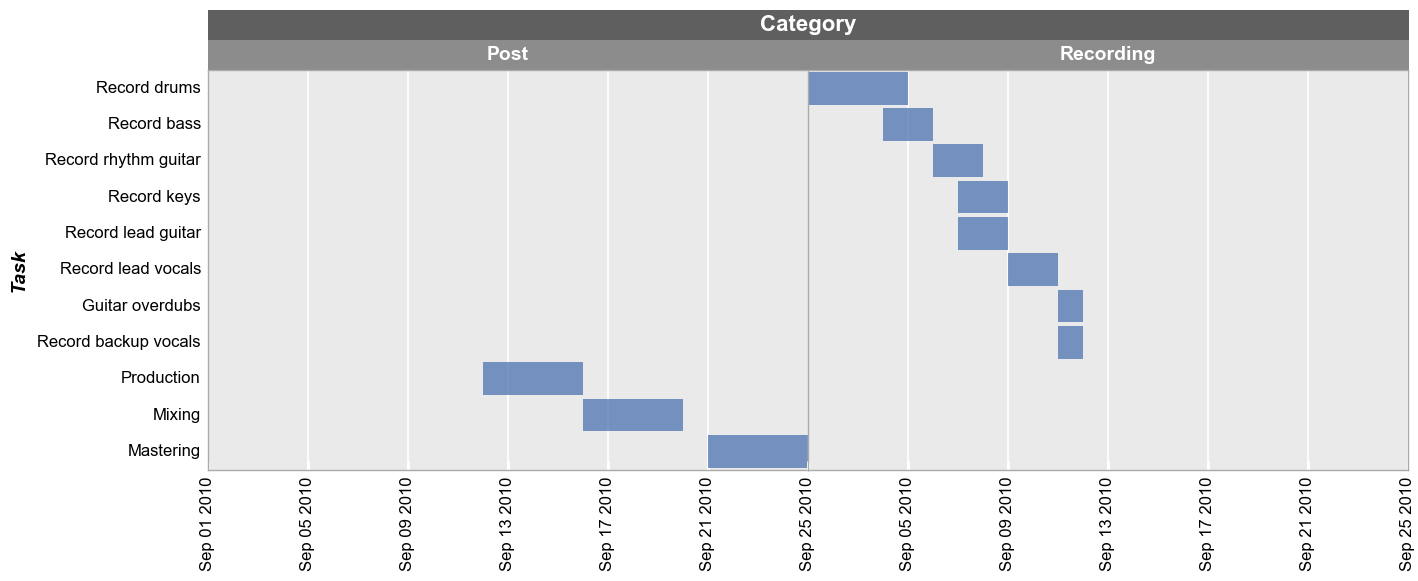 Category
Post
Recording
Task
Record drums
Record bass
Record rhythm guitar
Record keys
Record lead guitar
Record lead vocals
Guitar overdubs
Record backup vocals
Production
Mixing
Mastering
Sep 01 2010
Sep 05 2010
Sep 09 2010
Sep 13 2010
Sep 17 2010
Sep 21 2010
Sep 25 2010
Sep 05 2010
Sep 09 2010
Sep 13 2010
Sep 17 2010
Sep 21 2010
Sep 25 2010